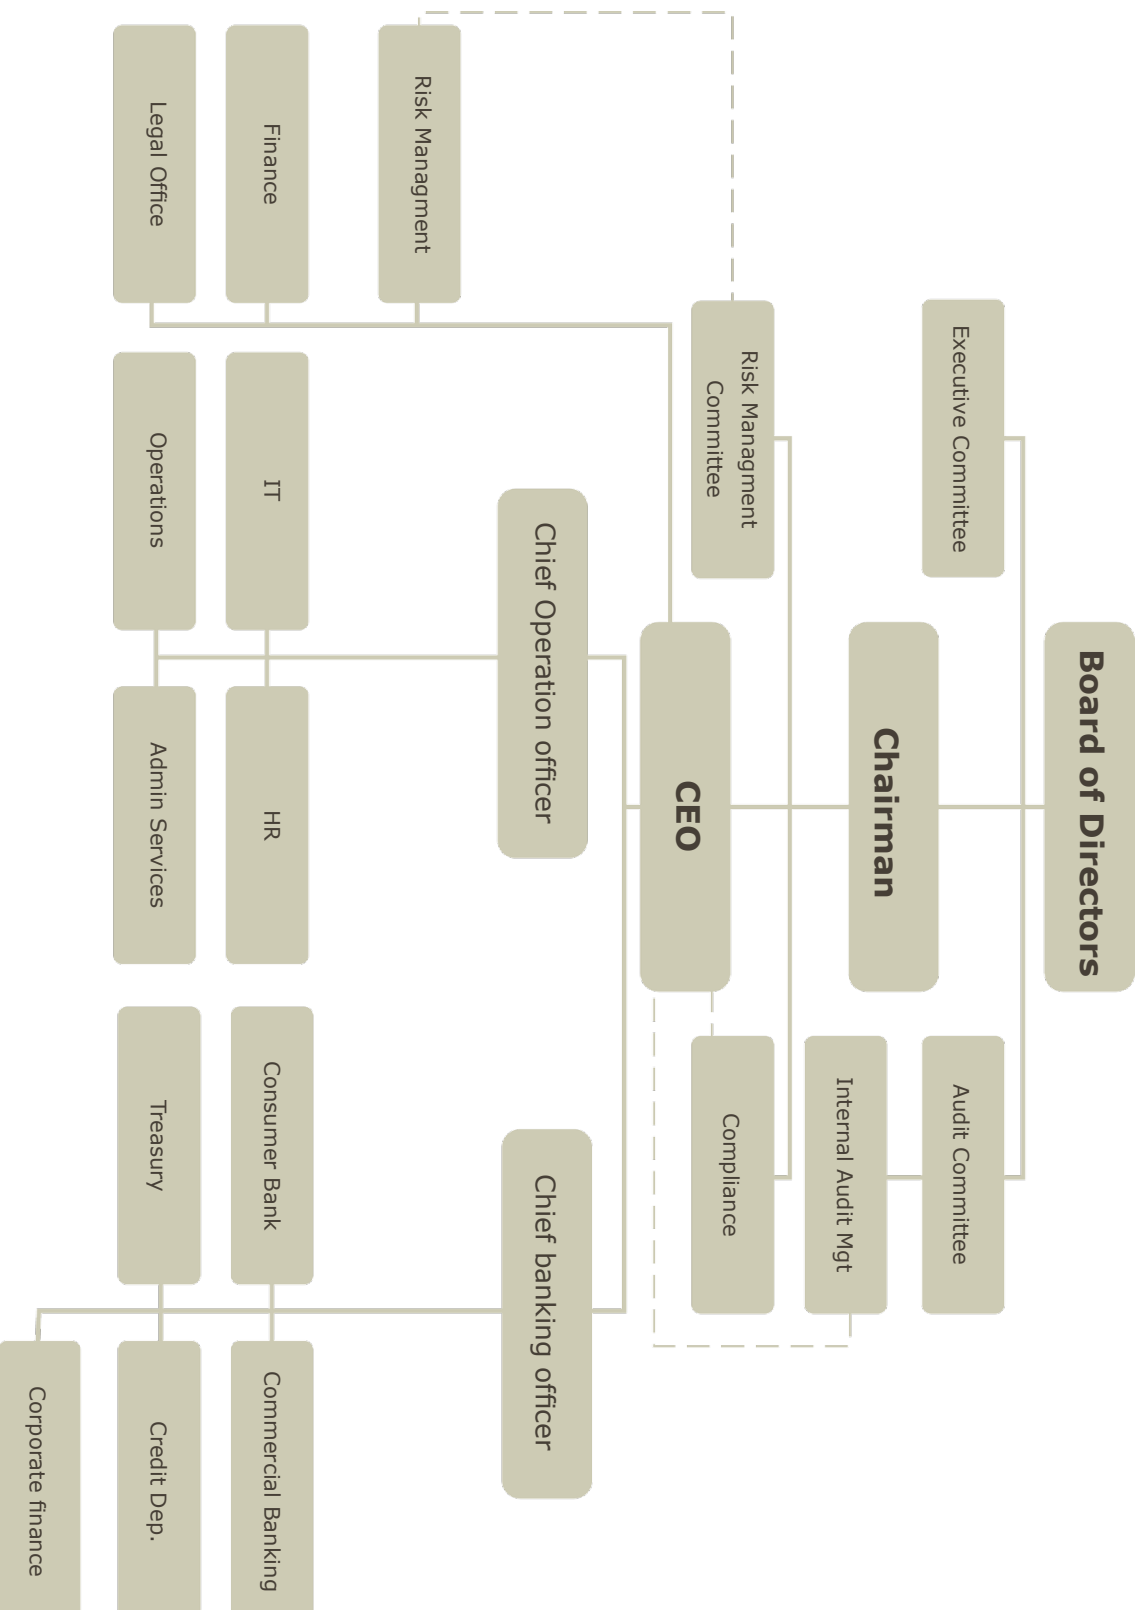 Board of Directors
Executive Committee
Audit Committee
Chairman
Internal Audit Mgt
Risk Managment
Committee
Compliance
CEO
Chief Operation officer
Chief banking officer
Risk Managment
Finance
IT
HR
Consumer Bank
Commercial Banking
Legal Office
Operations
Admin Services
Treasury
Credit Dep.
Corporate finance